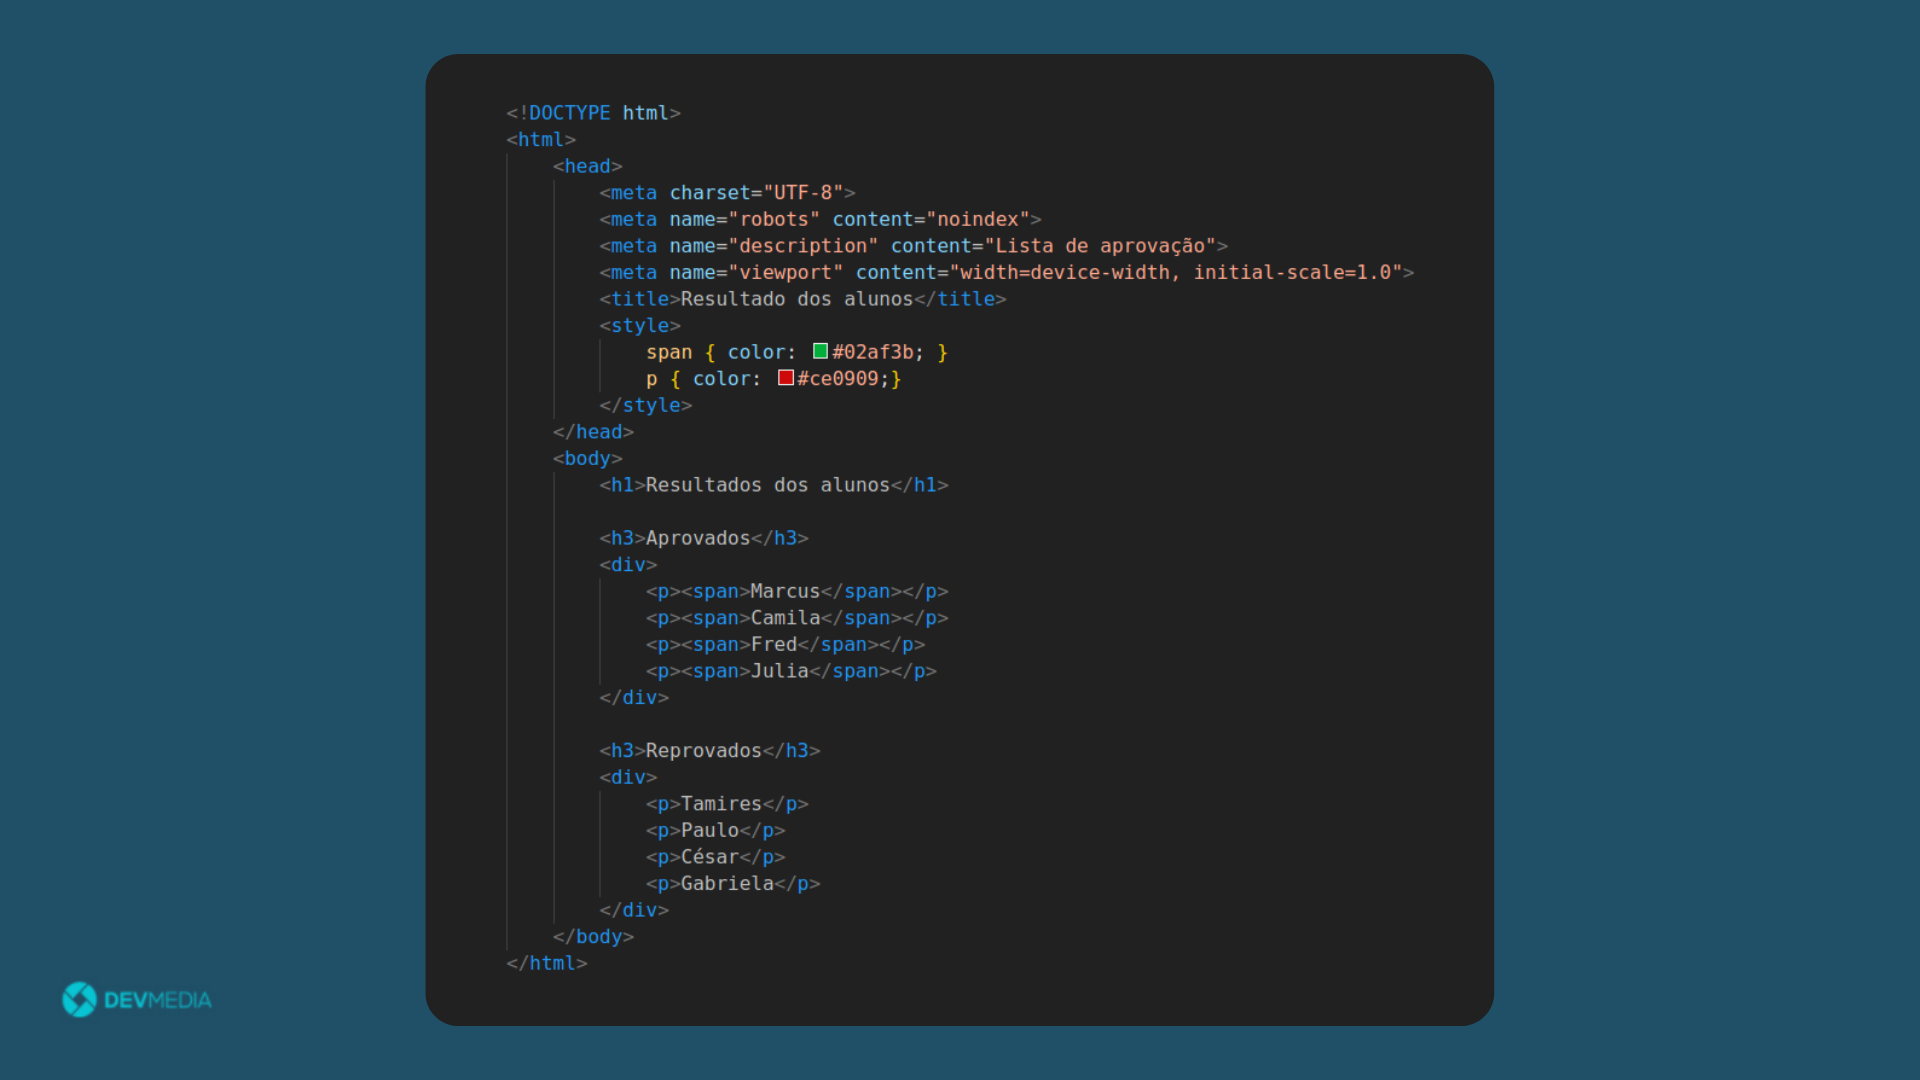 <!DOCTYPE html>
<html>
    <head>
        <meta charset="UTF-8">
        <meta name="robots" content="noindex">
        <meta name="description" content="Lista de aprovação">
        <meta name="viewport" content="width=device-width, initial-scale=1.0">
        <title>Resultado dos alunos</title>
        <style>
            span { color: #02af3b; }
            p { color: #ce0909;}
        </style>
    </head>
    <body>
        <h1>Resultados dos alunos</h1>

        <h3>Aprovados</h3>
        <div>
            <p><span>Marcus</span></p>
            <p><span>Camila</span></p>
            <p><span>Fred</span></p>
            <p><span>Julia</span></p>
        </div>

        <h3>Reprovados</h3>
        <div>
            <p>Tamires</p>
            <p>Paulo</p>
            <p>César</p>
            <p>Gabriela</p>
        </div>
    </body>
</html>
DEVMEDIA